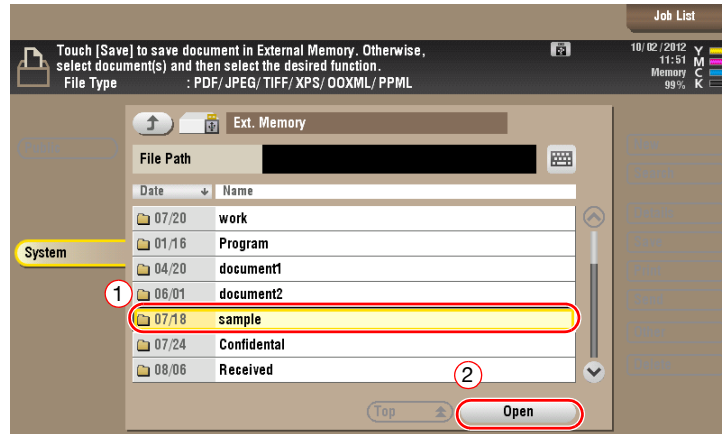 Job List
Touch [Save] to save document in External Memory. Otherwise,
select document(s) and then select the desired function.
File Type : PDF/JPEG/TIFF/XPS/OOXML/PPML
10/02/2012
11:51
Memory
99%
Y
M
C
K
Ext. Memory
File Path
Date Name
07/20 work
01/16 Program
System
04/20 document1
1
06/01 document2
07/18 sample
07/24 Confidental
08/06 Received
2
Top
Open